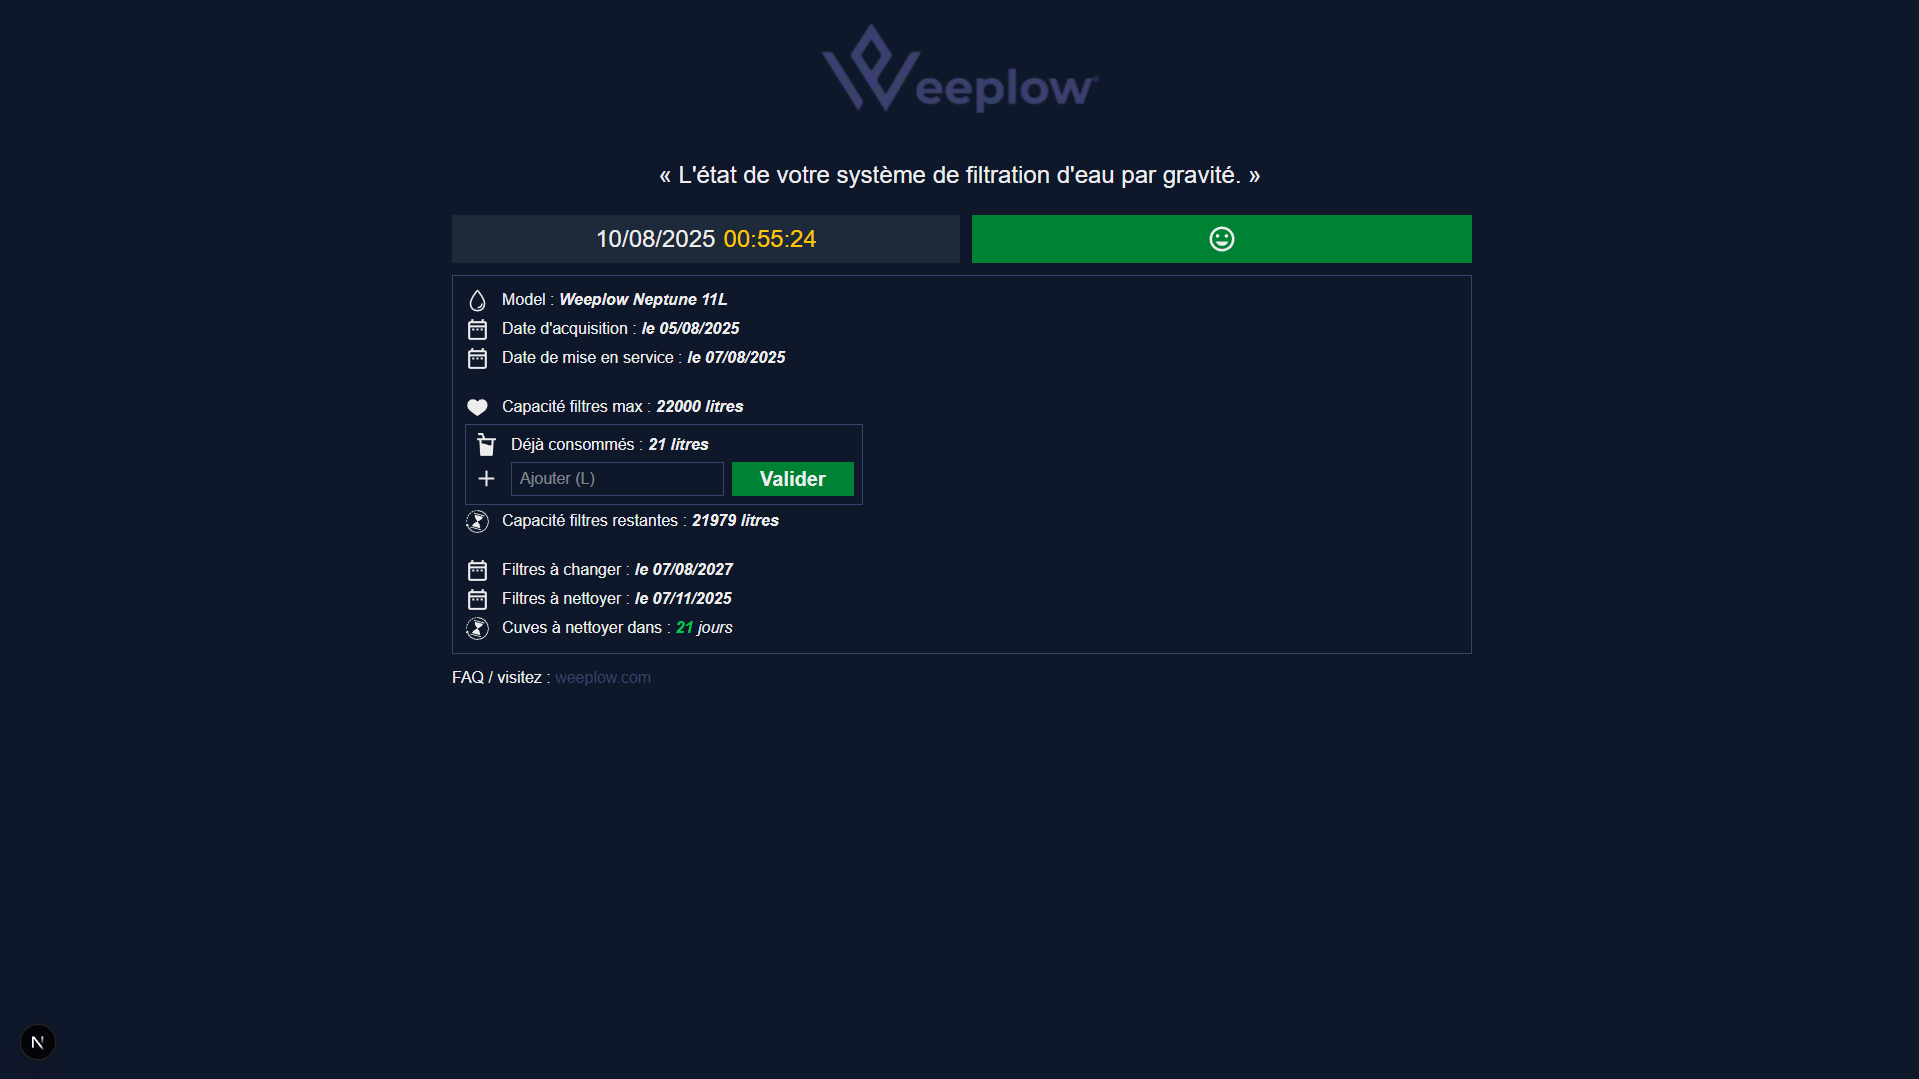 Weeplow
« L'état de votre système de filtration d'eau par gravité. »
10/08/2025 00:55:24
Model : Weeplow Neptune 11L
Date d'acquisition : le 05/08/2025
Date de mise en service : le 07/08/2025
Capacité filtres max : 22000 litres
Déjà consommés : 21 litres
Ajouter (L) Valider
Capacité filtres restantes : 21979 litres
Filtres à changer : le 07/08/2027
Filtres à nettoyer : le 07/11/2025
Cuves à nettoyer dans : 21 jours
FAQ / visitez : weeplow.com
N